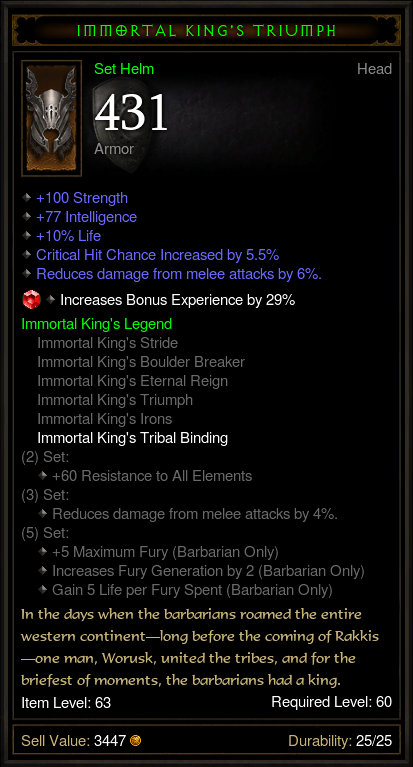 IMMORTAL KING'S TRIUMPH
Set Helm
Head
431
Armor
+100 Strength
+77 Intelligence
+10% Life
Critical Hit Chance Increased by 5.5%
Reduces damage from melee attacks by 6%.
Increases Bonus Experience by 29%
Immortal King's Legend
Immortal King's Stride
Immortal King's Boulder Breaker
Immortal King's Eternal Reign
Immortal King's Triumph
Immortal King's Irons
Immortal King's Tribal Binding
(2) Set:
+60 Resistance to All Elements
(3) Set:
Reduces damage from melee attacks by 4%.
(5) Set:
+5 Maximum Fury (Barbarian Only)
Increases Fury Generation by 2 (Barbarian Only)
Gain 5 Life per Fury Spent (Barbarian Only)
In the days when the barbarians roamed the entire
western continent—long before the coming of Rakkis
—one man, Worusk, united the tribes, and for the
briefest of moments, the barbarians had a king.
Item Level: 63
Required Level: 60
Sell Value: 3447
Durability: 25/25